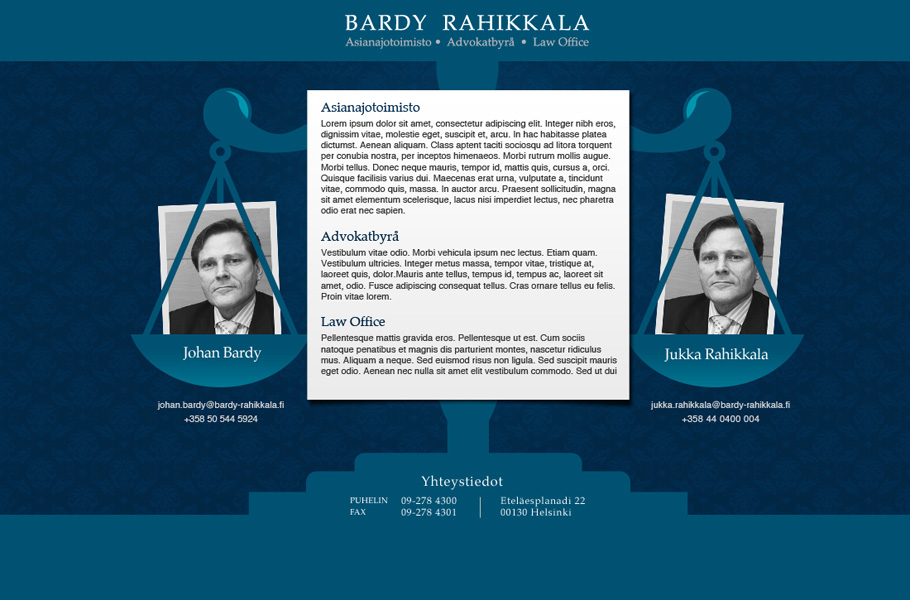 BARDY RAHIKKALA
Asianajotoimisto • Advokatbyrå • Law Office
Asianajotoimisto
Lorem ipsum dolor sit amet, consectetur adipiscing elit. Integer nibh eros,
dignissim vitae, molestie eget, suscipit et, arcu. In hac habitasse platea
dictumst. Aenean aliquam. Class aptent taciti sociosqu ad litora torquent
per conubia nostra, per inceptos himenaeos. Morbi rutrum mollis augue.
Morbi tellus. Donec neque mauris, tempor id, mattis quis, cursus a, orci.
Quisque facilisis varius dui. Maecenas erat urna, vulputate a, tincidunt
vitae, commodo quis, massa. In auctor arcu. Praesent sollicitudin, magna
sit amet elementum scelerisque, lacus nisi imperdiet lectus, nec pharetra
odio erat nec sapien.
Advokatbyrå
Vestibulum vitae odio. Morbi vehicula ipsum nec lectus. Etiam quam.
Vestibulum ultricies. Integer metus massa, tempor vitae, tristique at,
laoreet quis, dolor.Mauris ante tellus, tempus id, tempus ac, laoreet sit
amet, odio. Fusce adipiscing consequat tellus. Cras ornare tellus eu felis.
Proin vitae lorem.
Law Office
Pellentesque mattis gravida eros. Pellentesque ut est. Cum sociis
natoque penatibus et magnis dis parturient montes, nascetur ridiculus
mus. Aliquam a neque. Sed euismod risus non ligula. Sed suscipit mauris
eget odio. Aenean nec nulla sit amet elit vestibulum commodo. Sed ut dui
Johan Bardy
johan.bardy@bardy-rahikkala.fi
+358 50 544 5924
Jukka Rahikkala
jukka.rahikkala@bardy-rahikkala.fi
+358 44 0400 004
Yhteystiedot
PUHELIN 09-278 4300 Eteläesplanadi 22
FAX 09-278 4301 00130 Helsinki